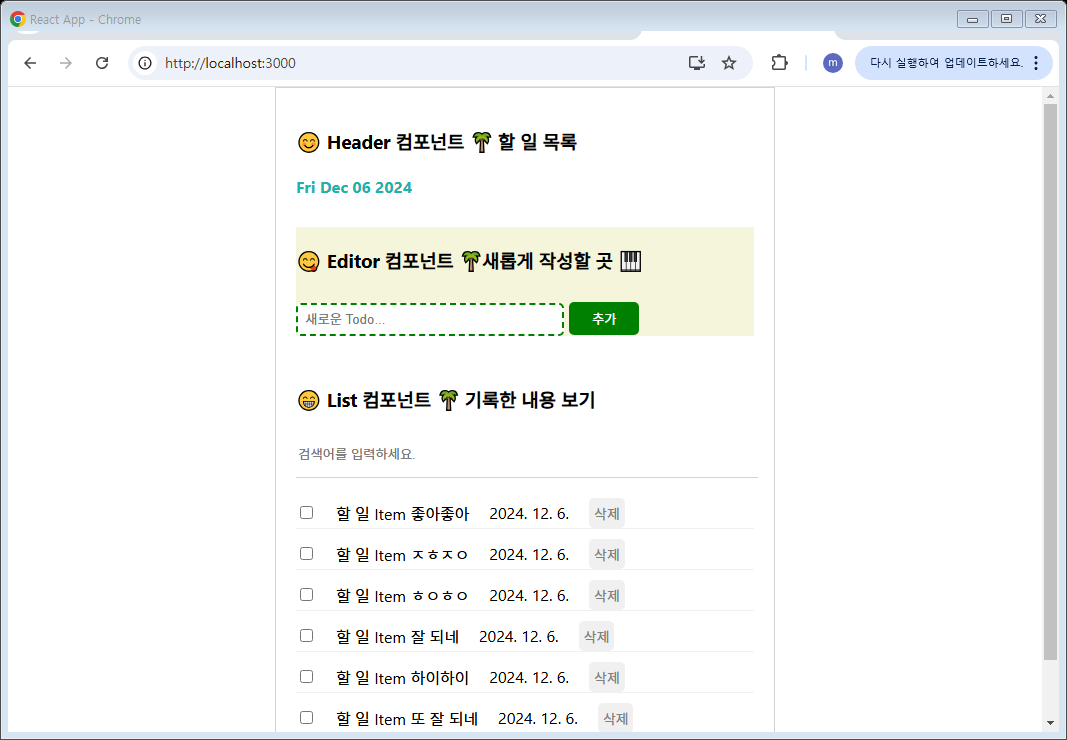 React App - Chrome
http://localhost:3000
m
다시 실행하여 업데이트하세요.
😊 Header 컴포넌트 🌴 할 일 목록
Fri Dec 06 2024
😋 Editor 컴포넌트 🌴새롭게 작성할 곳 🎹
새로운 Todo...
추가
😁 List 컴포넌트 🌴 기록한 내용 보기
검색어를 입력하세요.
할 일 Item 좋아좋아 2024. 12. 6. 삭제
할 일 Item ㅈㅎㅈㅇ 2024. 12. 6. 삭제
할 일 Item ㅎㅇㅎㅇ 2024. 12. 6. 삭제
할 일 Item 잘 되네 2024. 12. 6. 삭제
할 일 Item 하이하이 2024. 12. 6. 삭제
할 일 Item 또 잘 되네 2024. 12. 6. 삭제